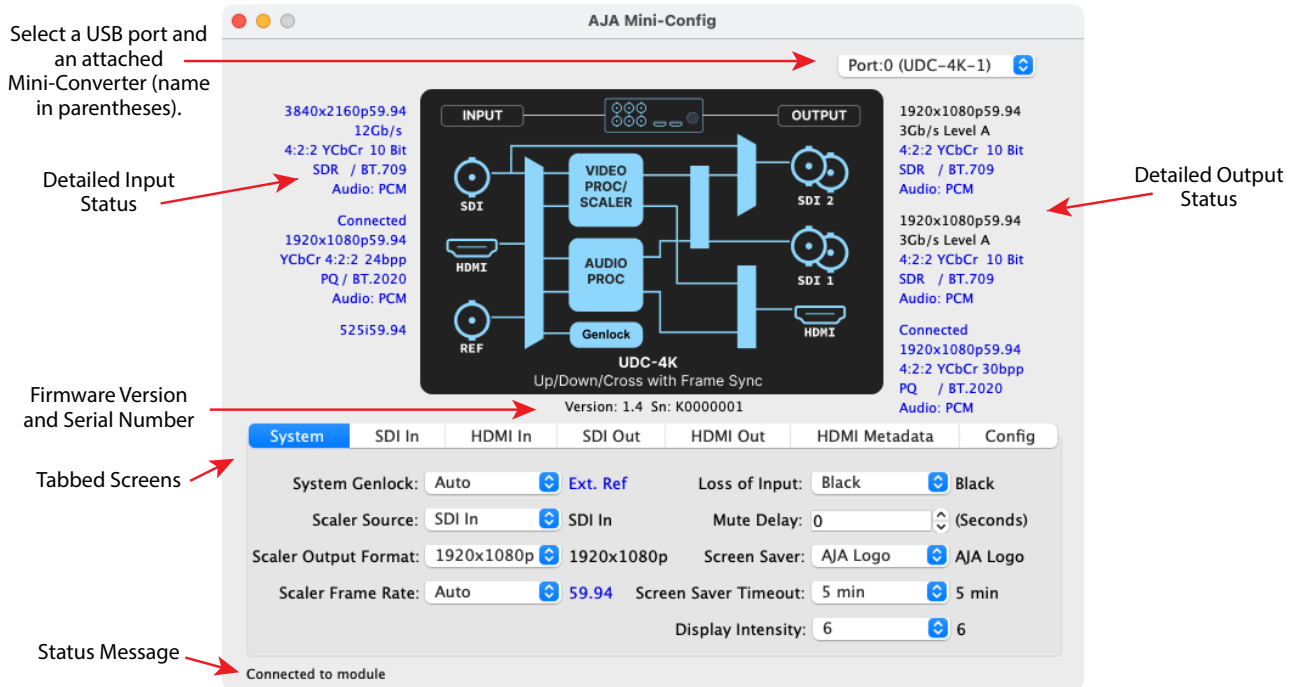 AJA Mini-Config
Select a USB port and
an attached
Mini-Converter (name
in parentheses).
Port:0 (UDC-4K-1)
3840x2160p59.94
12Gb/s
4:2:2 YCbCr 10 Bit
SDR / BT.709
Audio: PCM
Detailed Input
Status
Connected
1920x1080p59.94
YCbCr 4:2:2 24bpp
PQ / BT.2020
Audio: PCM
525i59.94
INPUT
OUTPUT
SDI
HDMI
REF
VIDEO
PROC/
SCALER
AUDIO
PROC
Genlock
SDI 2
SDI 1
HDMI
UDC-4K
Up/Down/Cross with Frame Sync
1920x1080p59.94
3Gb/s Level A
4:2:2 YCbCr 10 Bit
SDR / BT.709
Audio: PCM
1920x1080p59.94
3Gb/s Level A
4:2:2 YCbCr 10 Bit
SDR / BT.709
Audio: PCM
Connected
1920x1080p59.94
4:2:2 YCbCr 30bpp
PQ / BT.2020
Audio: PCM
Detailed Output
Status
Firmware Version
and Serial Number
Version: 1.4 Sn: K0000001
Tabbed Screens
System SDI In HDMI In SDI Out HDMI Out HDMI Metadata Config
System Genlock: Auto Ext. Ref Loss of Input: Black Black
Scaler Source: SDI In SDI In Mute Delay: 0 (Seconds)
Scaler Output Format: 1920x1080p 1920x1080p Screen Saver: AJA Logo AJA Logo
Scaler Frame Rate: Auto 59.94 Screen Saver Timeout: 5 min 5 min
Display Intensity: 6 6
Status Message
Connected to module